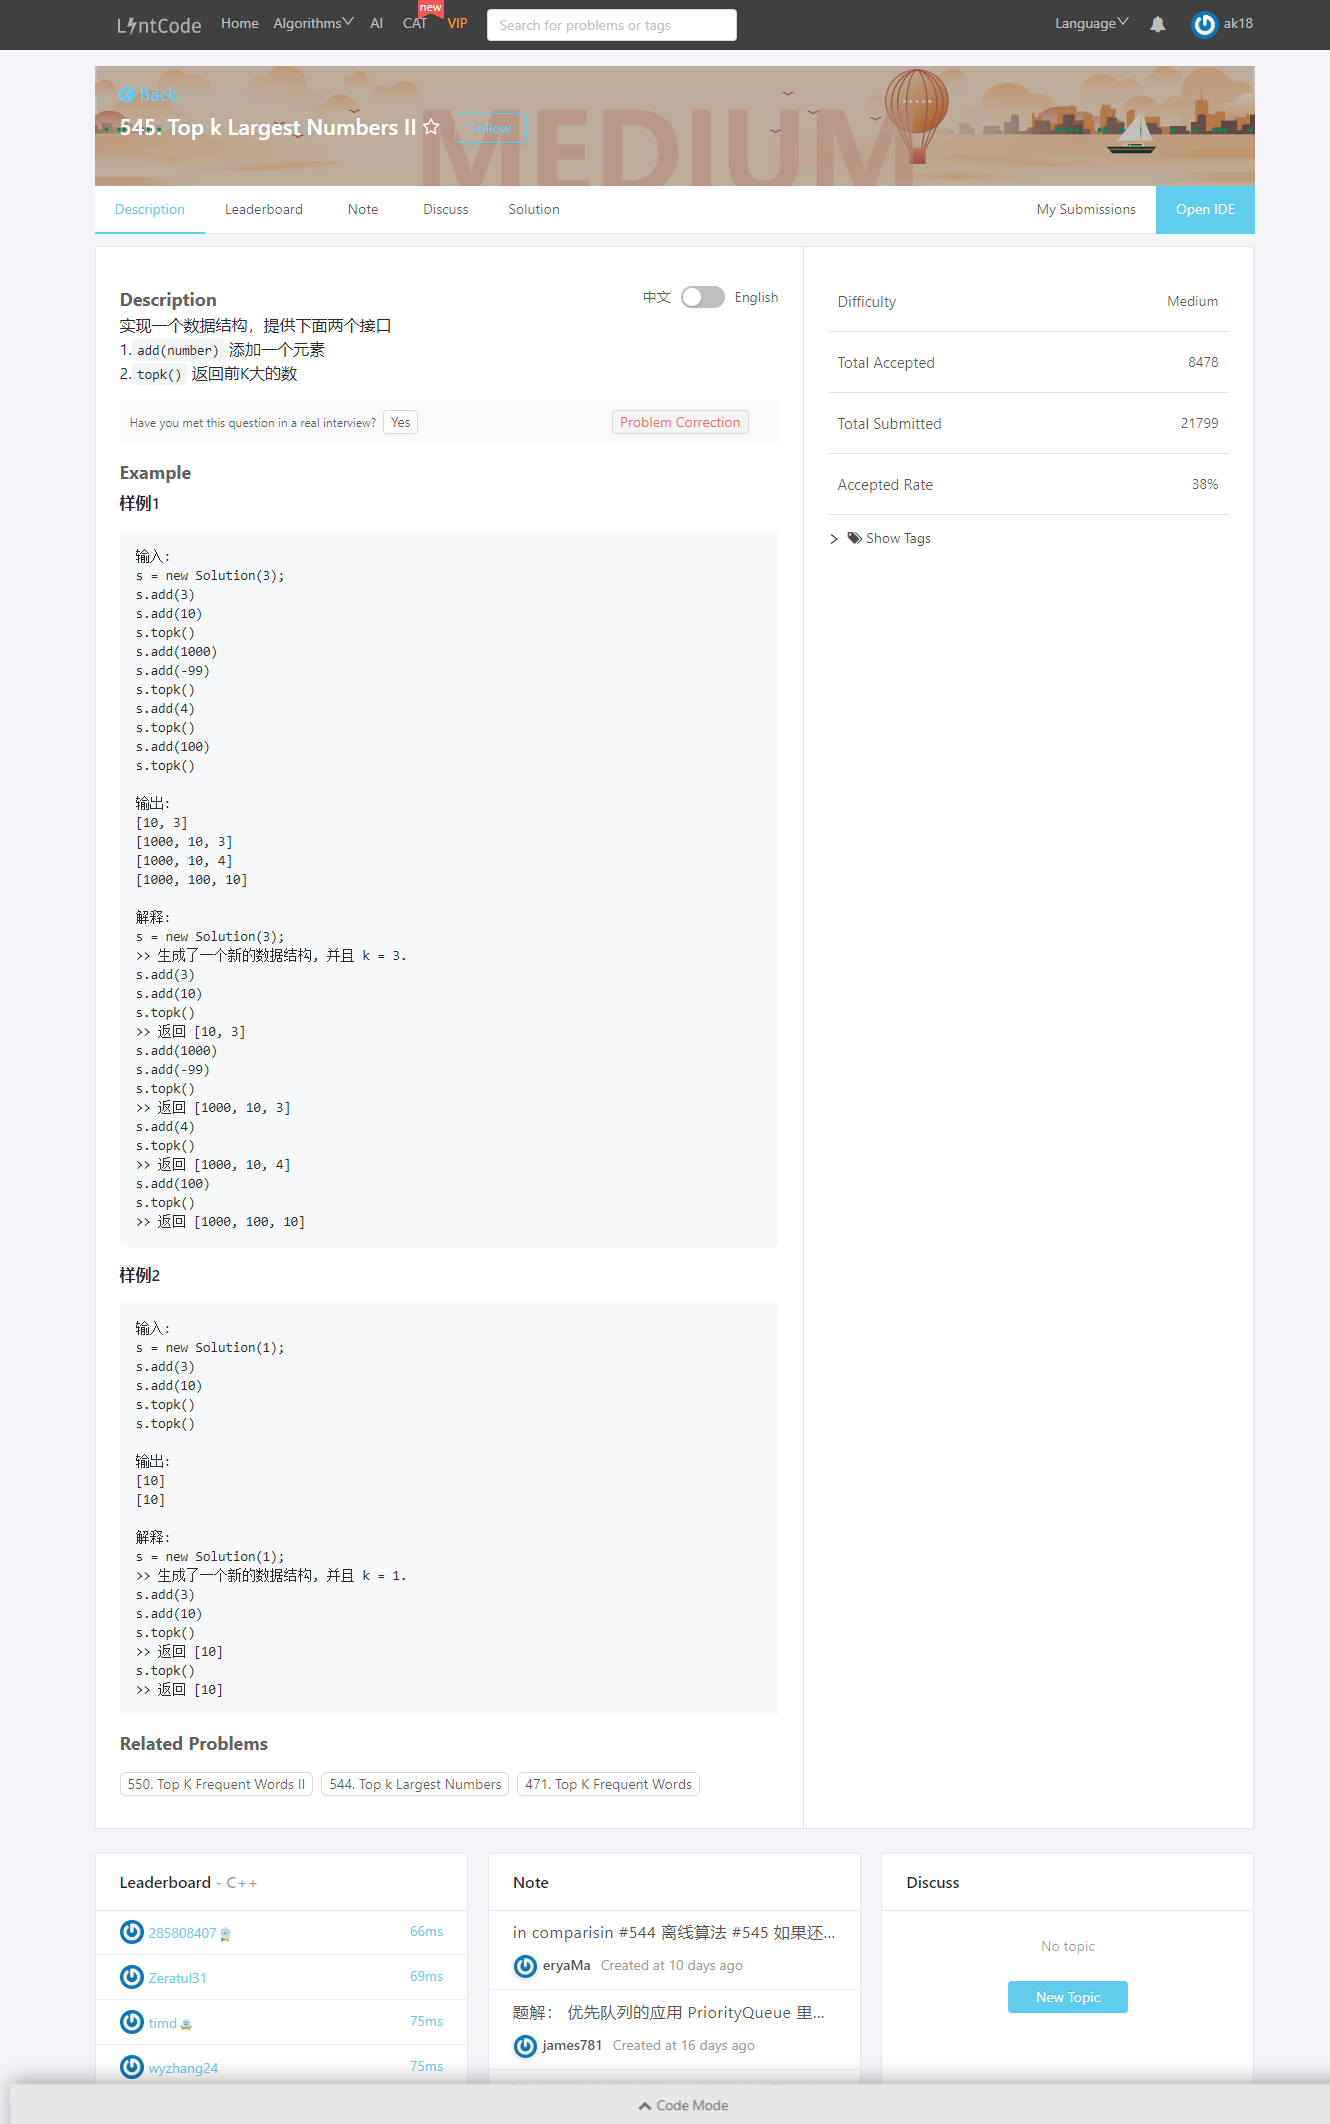 LintCode
Home
Algorithms
AI
CAT
new
VIP
Search for problems or tags
Language
ak18
Back
545. Top k Largest Numbers II
Follow
MEDIUM
Description
Leaderboard
Note
Discuss
Solution
My Submissions
Open IDE
Description
中文
English
实现一个数据结构，提供下面两个接口
1. add(number) 添加一个元素
2. topk() 返回前K大的数
Have you met this question in a real interview?
Yes
Problem Correction
Example
样例1
输入:
s = new Solution(3);
s.add(3)
s.add(10)
s.topk()
s.add(1000)
s.add(-99)
s.topk()
s.add(4)
s.topk()
s.add(100)
s.topk()
输出:
[10, 3]
[1000, 10, 3]
[1000, 10, 4]
[1000, 100, 10]
解释:
s = new Solution(3);
>> 生成了一个新的数据结构, 并且 k = 3.
s.add(3)
s.add(10)
s.topk()
>> 返回 [10, 3]
s.add(1000)
s.add(-99)
s.topk()
>> 返回 [1000, 10, 3]
s.add(4)
s.topk()
>> 返回 [1000, 10, 4]
s.add(100)
s.topk()
>> 返回 [1000, 100, 10]
样例2
输入:
s = new Solution(1);
s.add(3)
s.add(10)
s.topk()
s.topk()
输出:
[10]
[10]
解释:
s = new Solution(1);
>> 生成了一个新的数据结构, 并且 k = 1.
s.add(3)
s.add(10)
s.topk()
>> 返回 [10]
s.topk()
>> 返回 [10]
Related Problems
550. Top K Frequent Words II
544. Top k Largest Numbers
471. Top K Frequent Words
Difficulty
Medium
Total Accepted
8478
Total Submitted
21799
Accepted Rate
38%
Show Tags
Leaderboard - C++
285808407
66ms
Zeratul31
69ms
timd
75ms
wyzhang24
75ms
Note
in comparisin #544 离线算法 #545 如果还...
eryaMa Created at 10 days ago
题解： 优先队列的应用 PriorityQueue 里...
james781 Created at 16 days ago
Discuss
No topic
New Topic
Code Mode